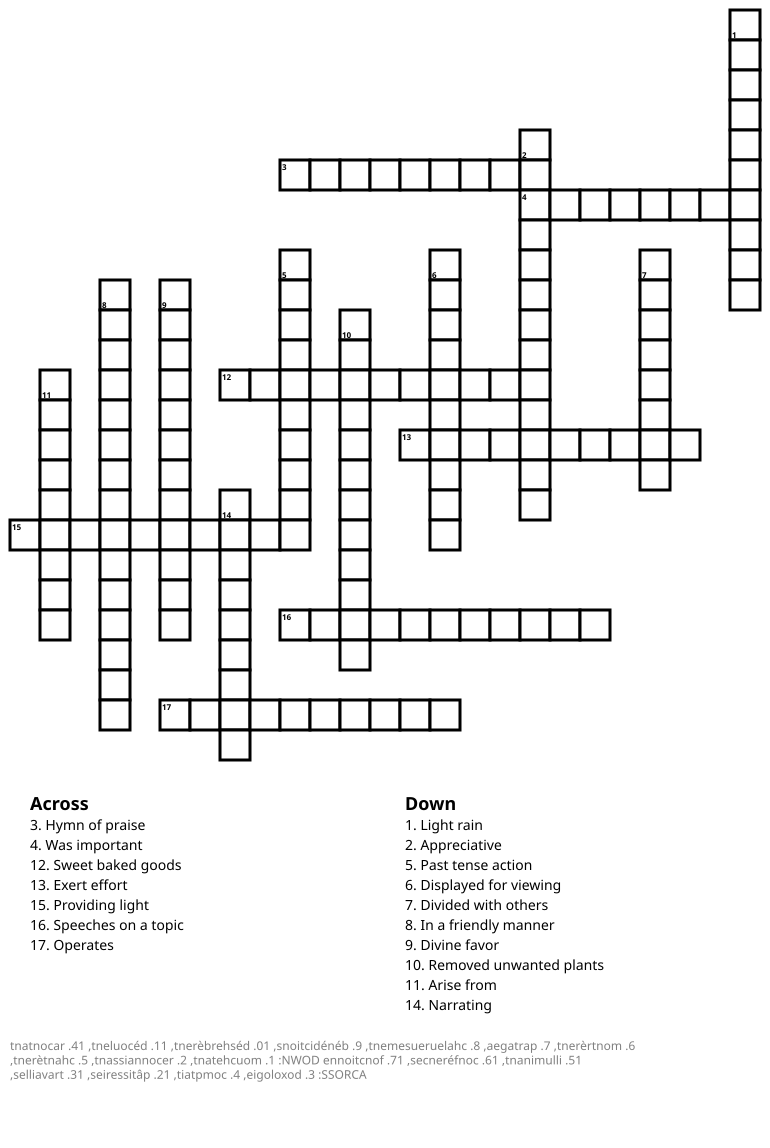 1
2
3
4
5 6 7
8 9
10
12
11
13
14
15
16
17
Across
3. Hymn of praise
4. Was important
12. Sweet baked goods
13. Exert effort
15. Providing light
16. Speeches on a topic
17. Operates
Down
1. Light rain
2. Appreciative
5. Past tense action
6. Displayed for viewing
7. Divided with others
8. In a friendly manner
9. Divine favor
10. Removed unwanted plants
11. Arise from
14. Narrating
tnatnocar .41 ,tneluocéd .11 ,tnerèbrehséd .01 ,snoitcidénéb .9 ,tnemesueruelahc .8 ,aegatrap .7 ,tnerèrtnom .6
,tnerètnahc .5 ,tnassiannocer .2 ,tnatehcuom .1 :NWOD ennoitcnof .71 ,secneréfnoc .61 ,tnanimulli .51
,selliavart .31 ,seiressitâp .21 ,tiatpmoc .4 ,eigoloxod .3 :SSORCA